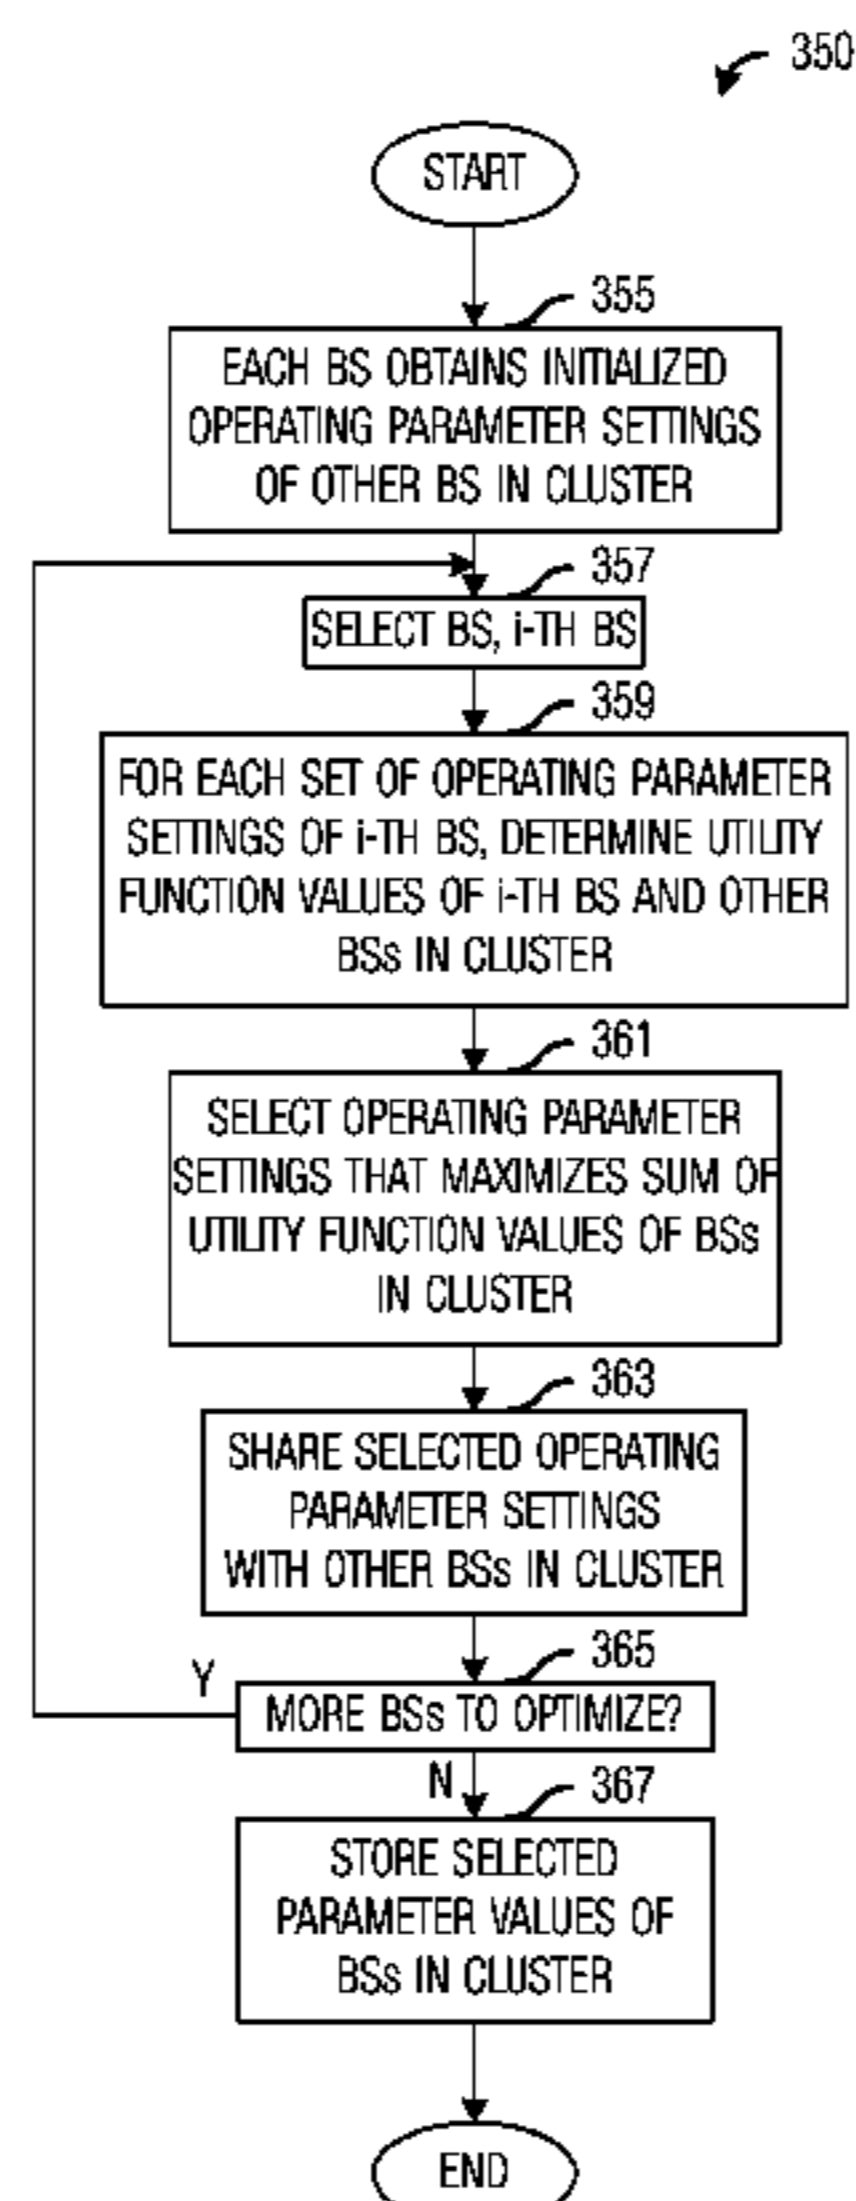 350
START
355
EACH BS OBTAINS INITIALIZED
OPERATING PARAMETER SETTINGS
OF OTHER BS IN CLUSTER
357
SELECT BS, i-TH BS
359
FOR EACH SET OF OPERATING PARAMETER
SETTINGS OF i-TH BS, DETERMINE UTILITY
FUNCTION VALUES OF i-TH BS AND OTHER
BSs IN CLUSTER
361
SELECT OPERATING PARAMETER
SETTINGS THAT MAXIMIZES SUM OF
UTILITY FUNCTION VALUES OF BSs
IN CLUSTER
363
SHARE SELECTED OPERATING
PARAMETER SETTINGS
WITH OTHER BSs IN CLUSTER
365
Y
MORE BSs TO OPTIMIZE?
N
367
STORE SELECTED
PARAMETER VALUES OF
BSs IN CLUSTER
END